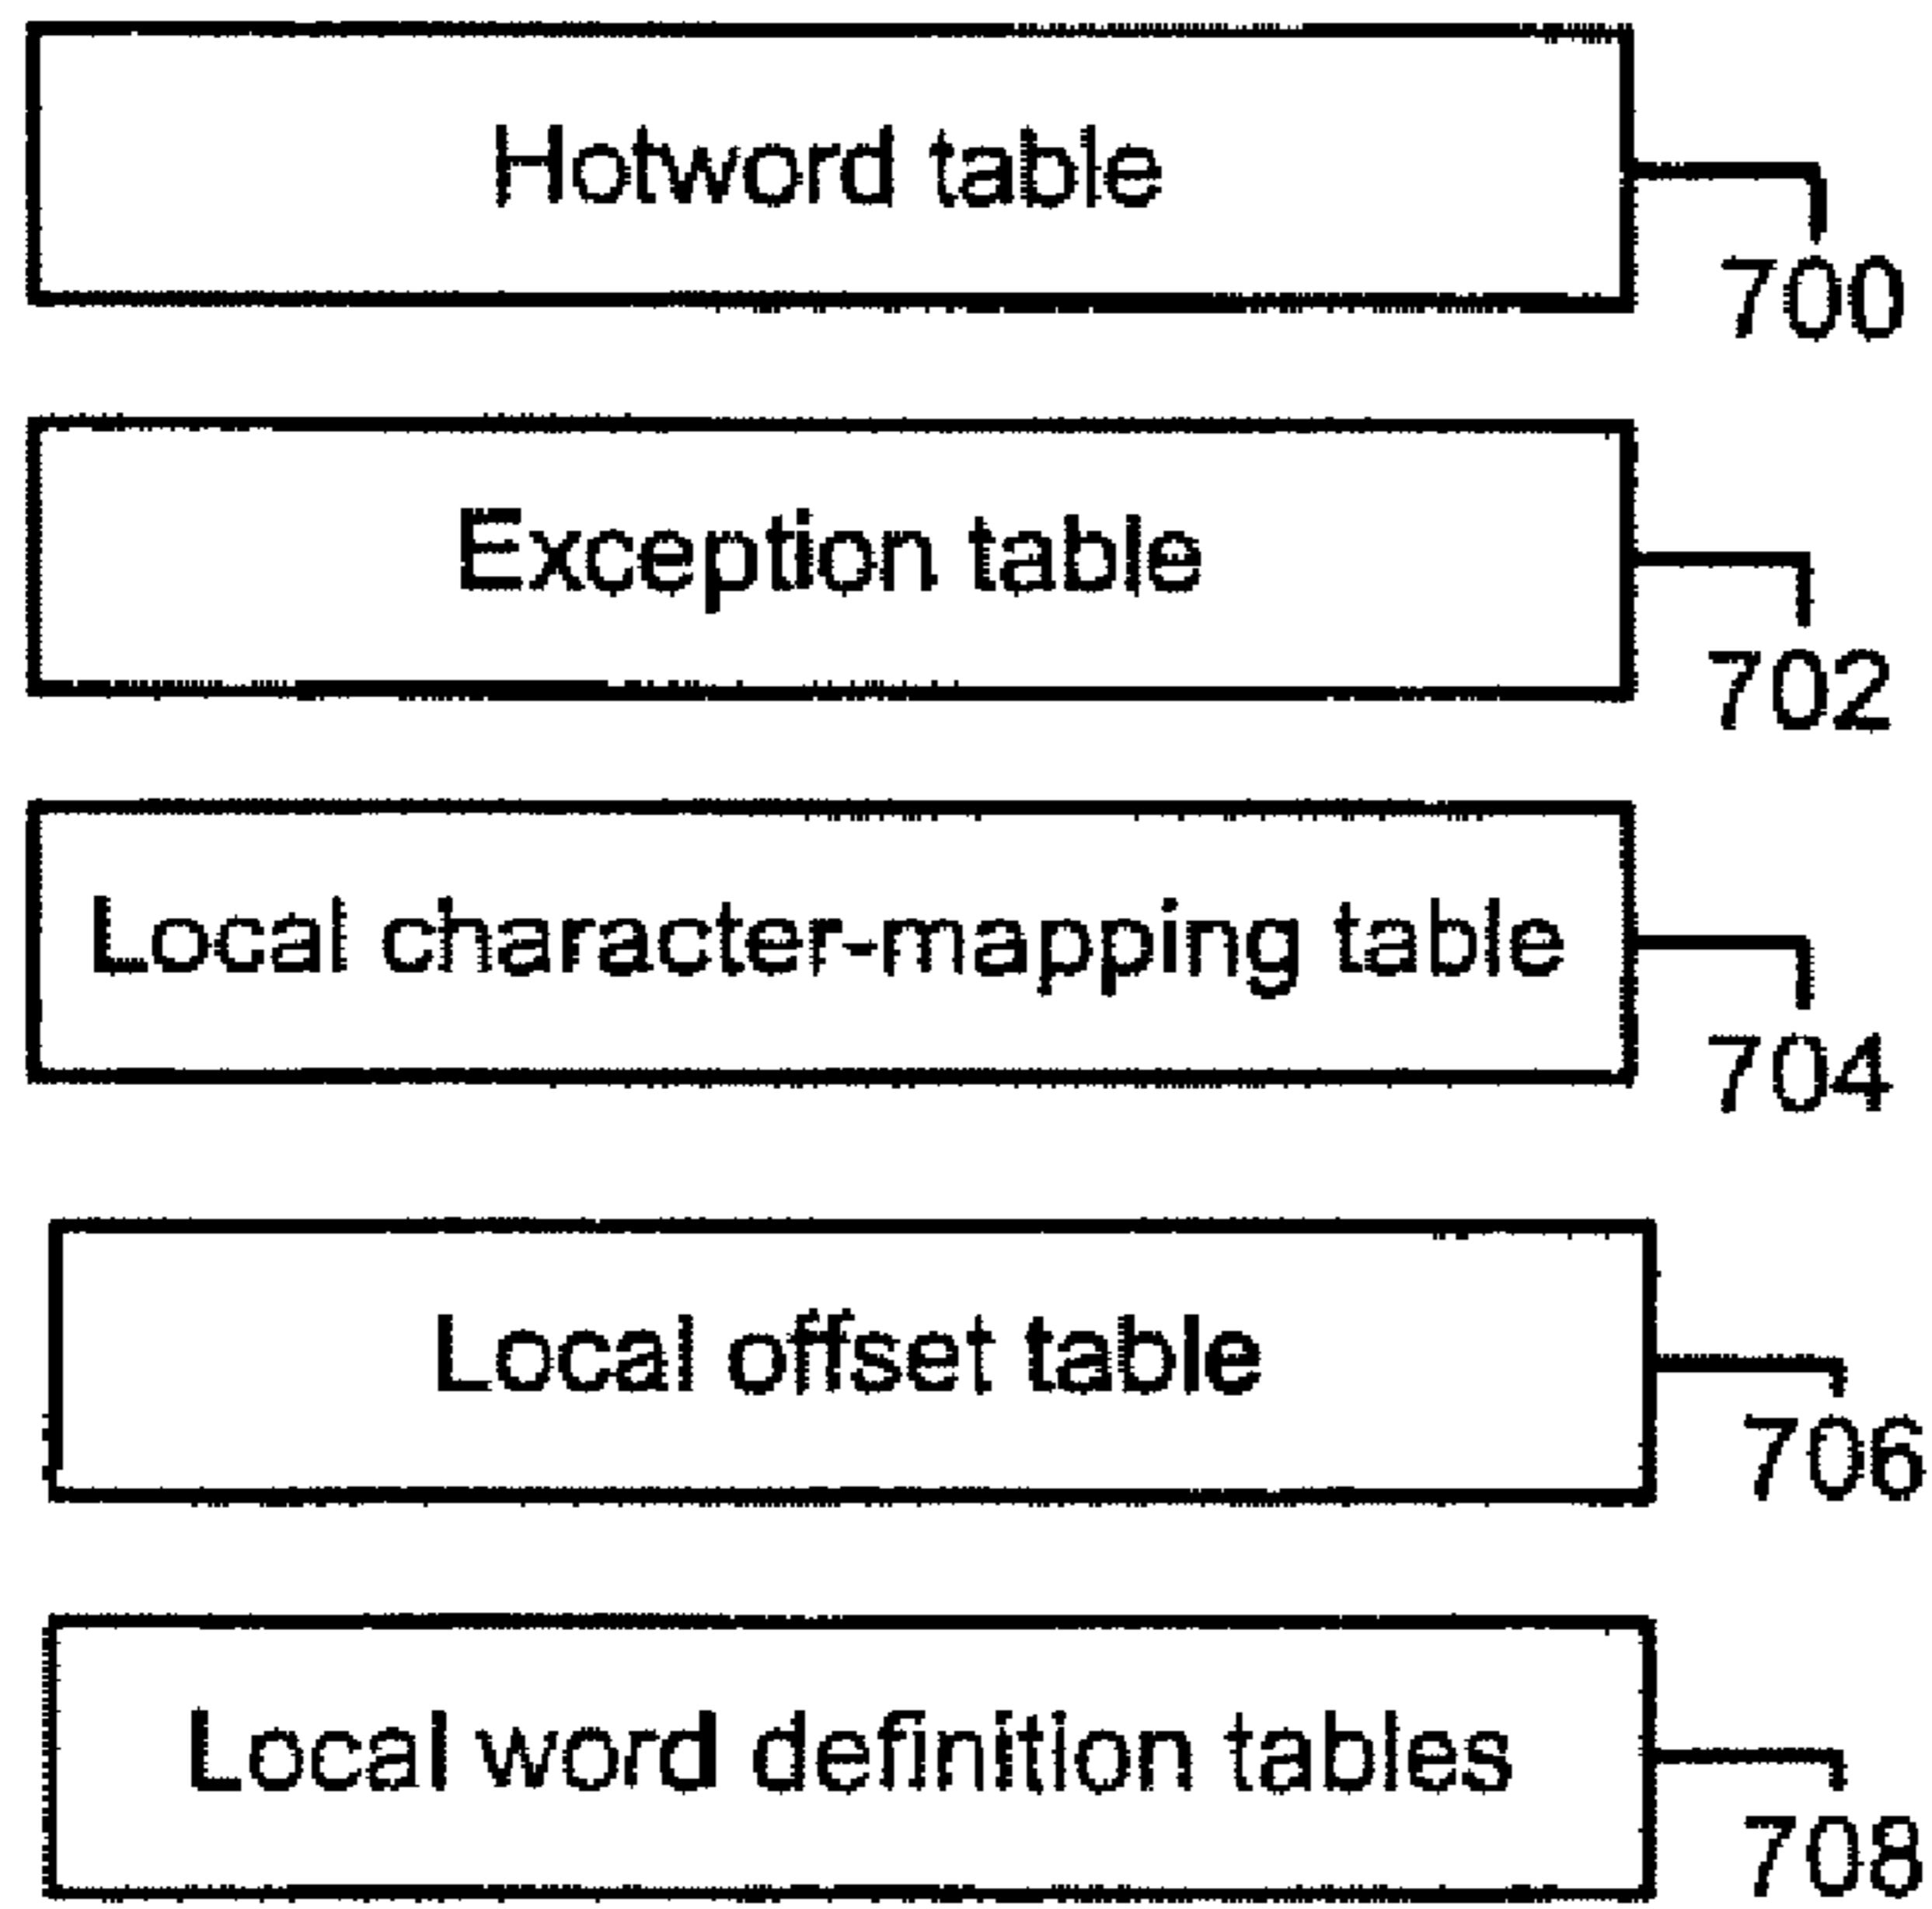 Hotword table
700
Exception table
702
Local character-mapping table
704
Local offset table
706
Local word definition tables
708